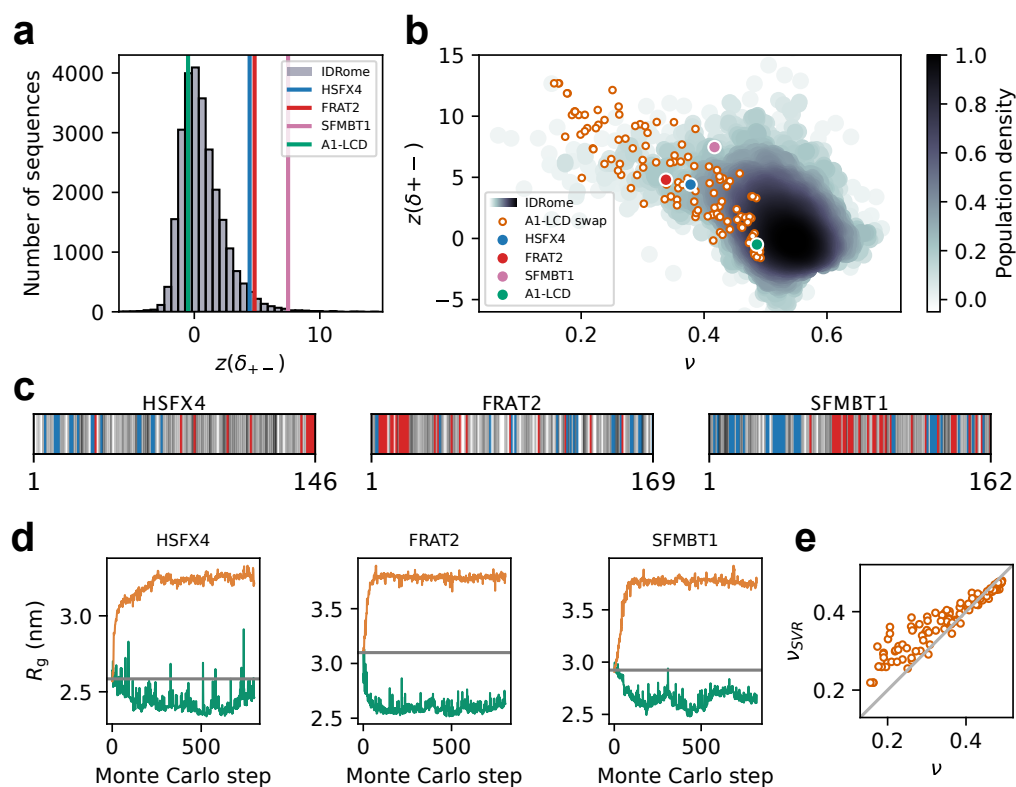 a
4000
3000
2000
1000
0
Number of sequences
0
10
z(δ+−)
IDRome
HSFX4
FRAT2
SFMBT1
A1-LCD
b
15
10
5
0
−5
z(δ+−)
0.2
0.4
0.6
ν
IDRome
A1-LCD swap
HSFX4
FRAT2
SFMBT1
A1-LCD
1.0
0.8
0.6
0.4
0.2
0.0
Population density
c
HSFX4
1
146
FRAT2
1
169
SFMBT1
1
162
d
HSFX4
Rg (nm)
3.0
2.5
0
500
Monte Carlo step
FRAT2
3.5
3.0
2.5
0
500
Monte Carlo step
SFMBT1
3.5
3.0
2.5
0
500
Monte Carlo step
e
νSVR
0.4
0.2
0.2
0.4
ν